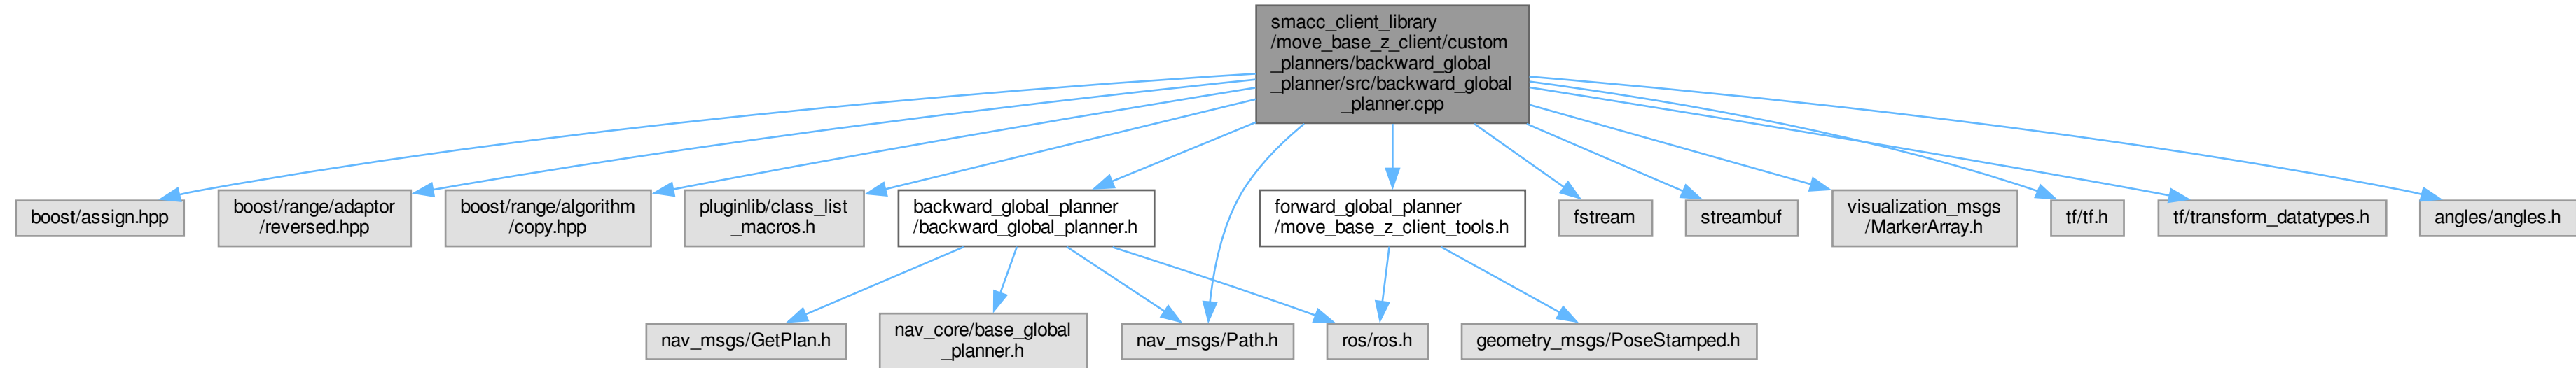 smacc_client_library
/move_base_z_client/custom
_planners/backward_global
_planner/src/backward_global
_planner.cpp
boost/assign.hpp
boost/range/adaptor
/reversed.hpp
boost/range/algorithm
/copy.hpp
pluginlib/class_list
_macros.h
backward_global_planner
/backward_global_planner.h
forward_global_planner
/move_base_z_client_tools.h
fstream
streambuf
visualization_msgs
/MarkerArray.h
tf/tf.h
tf/transform_datatypes.h
angles/angles.h
nav_msgs/GetPlan.h
nav_core/base_global
_planner.h
nav_msgs/Path.h
ros/ros.h
geometry_msgs/PoseStamped.h